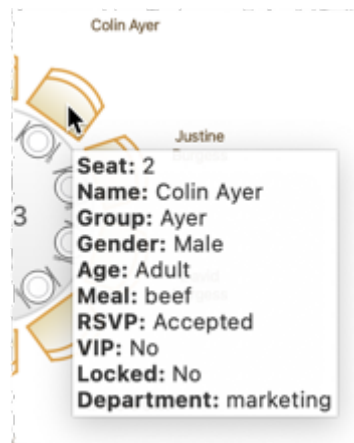 Colin Ayer
Justine
3
Seat: 2
Name: Colin Ayer
Group: Ayer
Gender: Male
Age: Adult
Meal: beef
RSVP: Accepted
VIP: No
Locked: No
Department: marketing